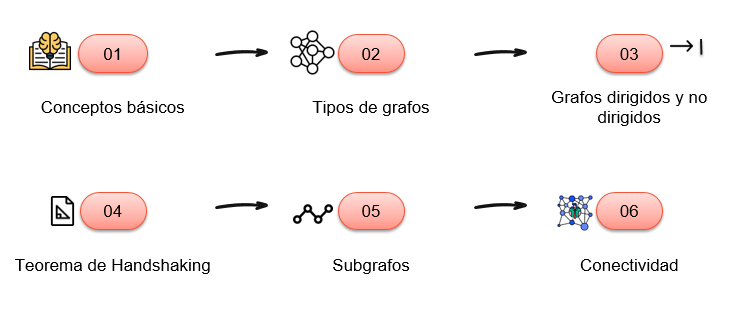 01
02
03
Conceptos básicos
Tipos de grafos
Grafos dirigidos y no
dirigidos
04
05
06
Teorema de Handshaking
Subgrafos
Conectividad